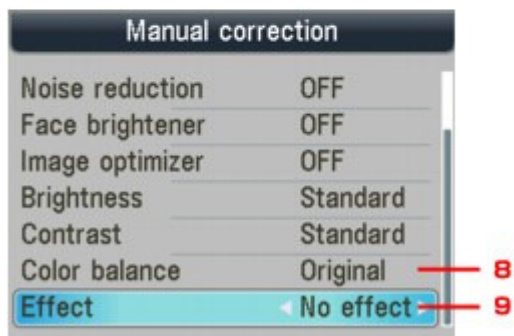 Manual correction
Noise reduction OFF
Face brightener OFF
Image optimizer OFF
Brightness Standard
Contrast Standard
Color balance Original 8
Effect No effect 9